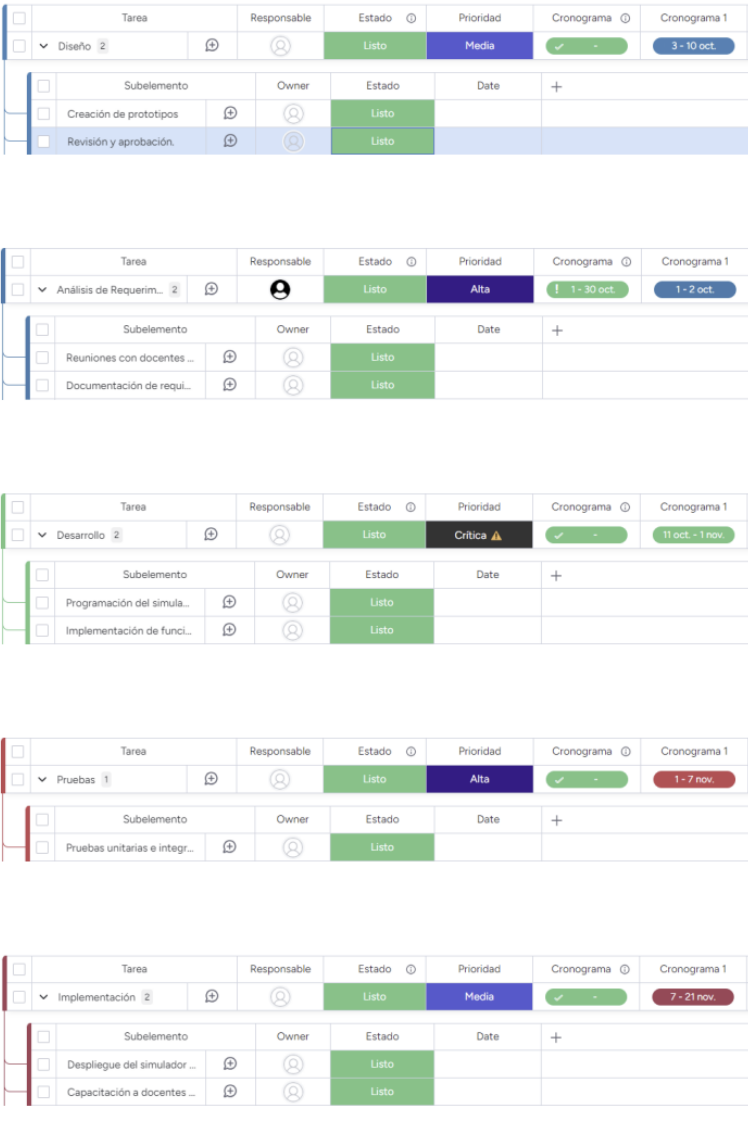 Tarea Responsable Estado Prioridad Cronograma Cronograma 1
Diseño 2 Listo Media - 3 - 10 oct.
Subelemento Owner Estado Date +
Creación de prototipos Listo
Revisión y aprobación. Listo
Tarea Responsable Estado Prioridad Cronograma Cronograma 1
Análisis de Requerim... 2 Listo Alta ! 1 - 30 oct. 1 - 2 oct.
Subelemento Owner Estado Date +
Reuniones con docentes ... Listo
Documentación de requi... Listo
Tarea Responsable Estado Prioridad Cronograma Cronograma 1
Desarrollo 2 Listo Crítica - 11 oct. - 1 nov.
Subelemento Owner Estado Date +
Programación del simula... Listo
Implementación de funci... Listo
Tarea Responsable Estado Prioridad Cronograma Cronograma 1
Pruebas 1 Listo Alta - 1 - 7 nov.
Subelemento Owner Estado Date +
Pruebas unitarias e integr... Listo
Tarea Responsable Estado Prioridad Cronograma Cronograma 1
Implementación 2 Listo Media - 7 - 21 nov.
Subelemento Owner Estado Date +
Despliegue del simulador ... Listo
Capacitación a docentes ... Listo